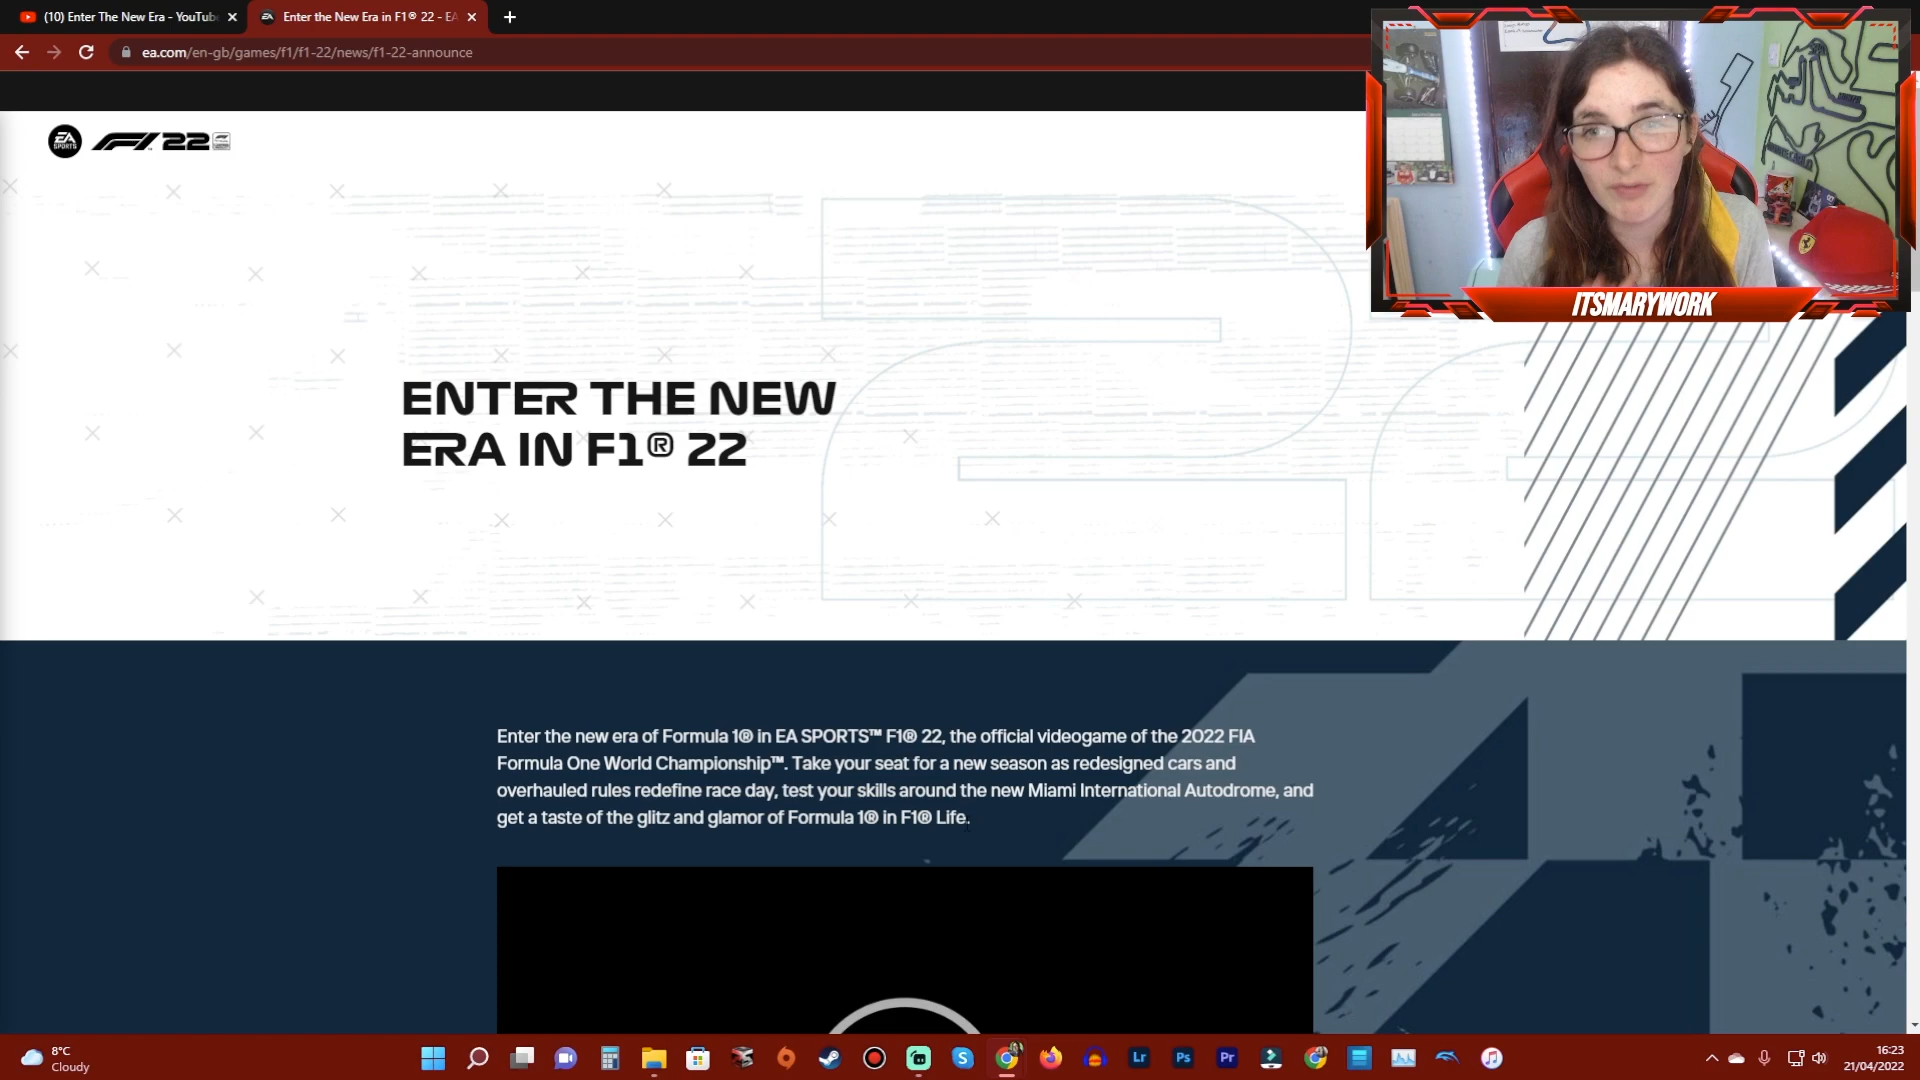 (10) Enter The New Era - YouTub
Enter the New Era in F1® 22 - EA
ea.com/en-gb/games/f1/f1-22/news/f1-22-announce
EA SPORTS F1 22
ITSMARYWORK
ENTER THE NEW
ERA IN F1® 22
Enter the new era of Formula 1® in EA SPORTS™ F1® 22, the official videogame of the 2022 FIA
Formula One World Championship™. Take your seat for a new season as redesigned cars and
overhauled rules redefine race day, test your skills around the new Miami International Autodrome, and
get a taste of the glitz and glamor of Formula 1® in F1® Life.
8°C
Cloudy
S
Lr
Ps
Pr
16:23
21/04/2022